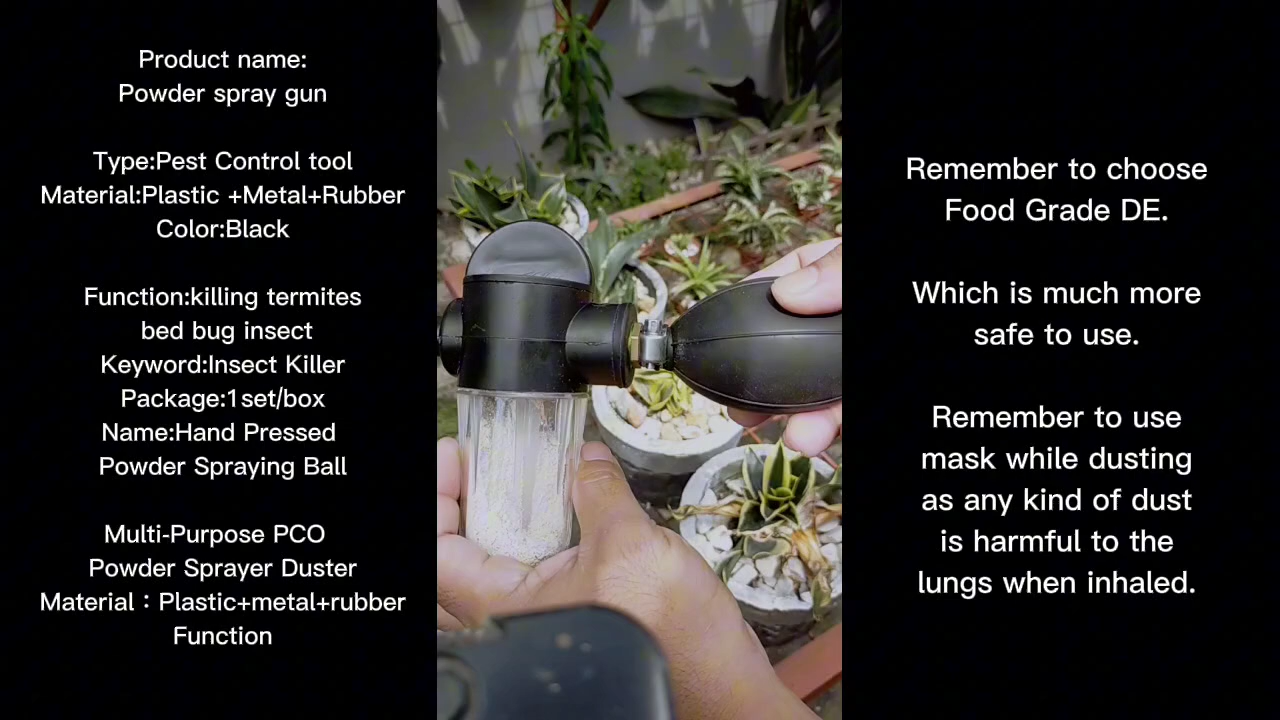 Product name:
Powder spray gun
Type:Pest Control tool
Material:Plastic +Metal+Rubber
Color:Black
Function:killing termites
bed bug insect
Keyword:Insect Killer
Package:1set/box
Name:Hand Pressed
Powder Spraying Ball
Multi-Purpose PCO
Powder Sprayer Duster
Material：Plastic+metal+rubber
Function
Remember to choose
Food Grade DE.
Which is much more
safe to use.
Remember to use
mask while dusting
as any kind of dust
is harmful to the
lungs when inhaled.